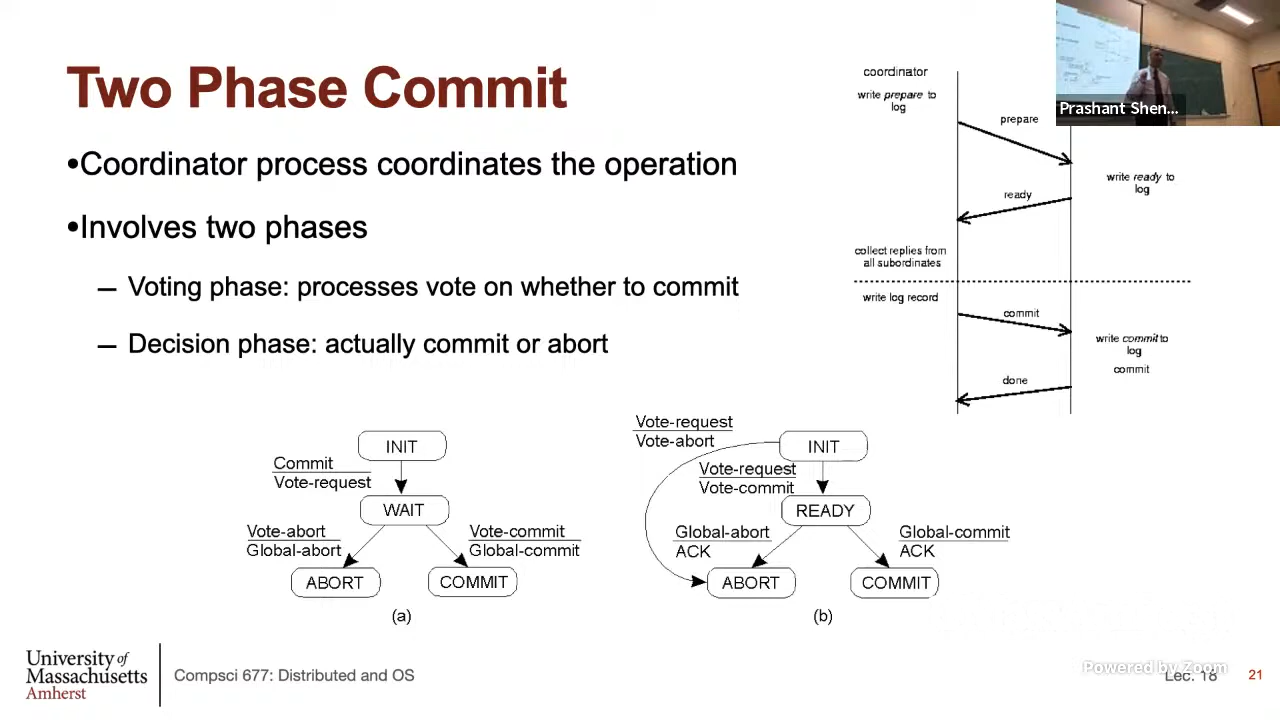 Two Phase Commit
•Coordinator process coordinates the operation
•Involves two phases
– Voting phase: processes vote on whether to commit
– Decision phase: actually commit or abort
coordinator
write prepare to
log
prepare
write ready to
log
ready
collect replies from
all subordinates
write log record
commit
write commit to
log
commit
done
Prashant Shen...
INIT
Commit
Vote-request
WAIT
Vote-abort
Global-abort
Vote-commit
Global-commit
ABORT
COMMIT
(a)
Vote-request
Vote-abort
INIT
Vote-request
Vote-commit
READY
Global-abort
ACK
Global-commit
ACK
ABORT
COMMIT
(b)
University of
Massachusetts
Amherst
Compsci 677: Distributed and OS
Powered by Zoom
Lec. 18
21